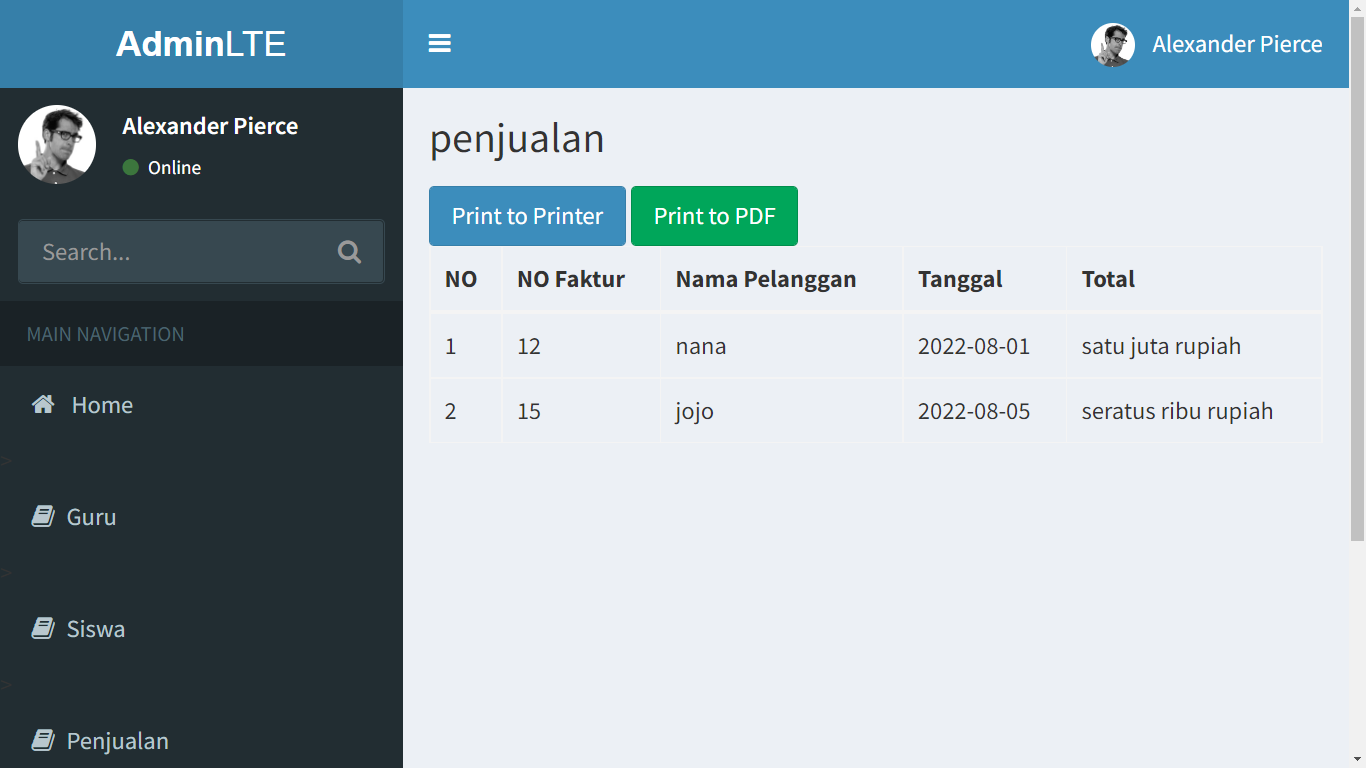 AdminLTE
Alexander Pierce
Alexander Pierce
Online
Search...
MAIN NAVIGATION
Home
>
Guru
>
Siswa
>
Penjualan
penjualan
Print to Printer Print to PDF
NO NO Faktur Nama Pelanggan Tanggal Total
1 12 nana 2022-08-01 satu juta rupiah
2 15 jojo 2022-08-05 seratus ribu rupiah